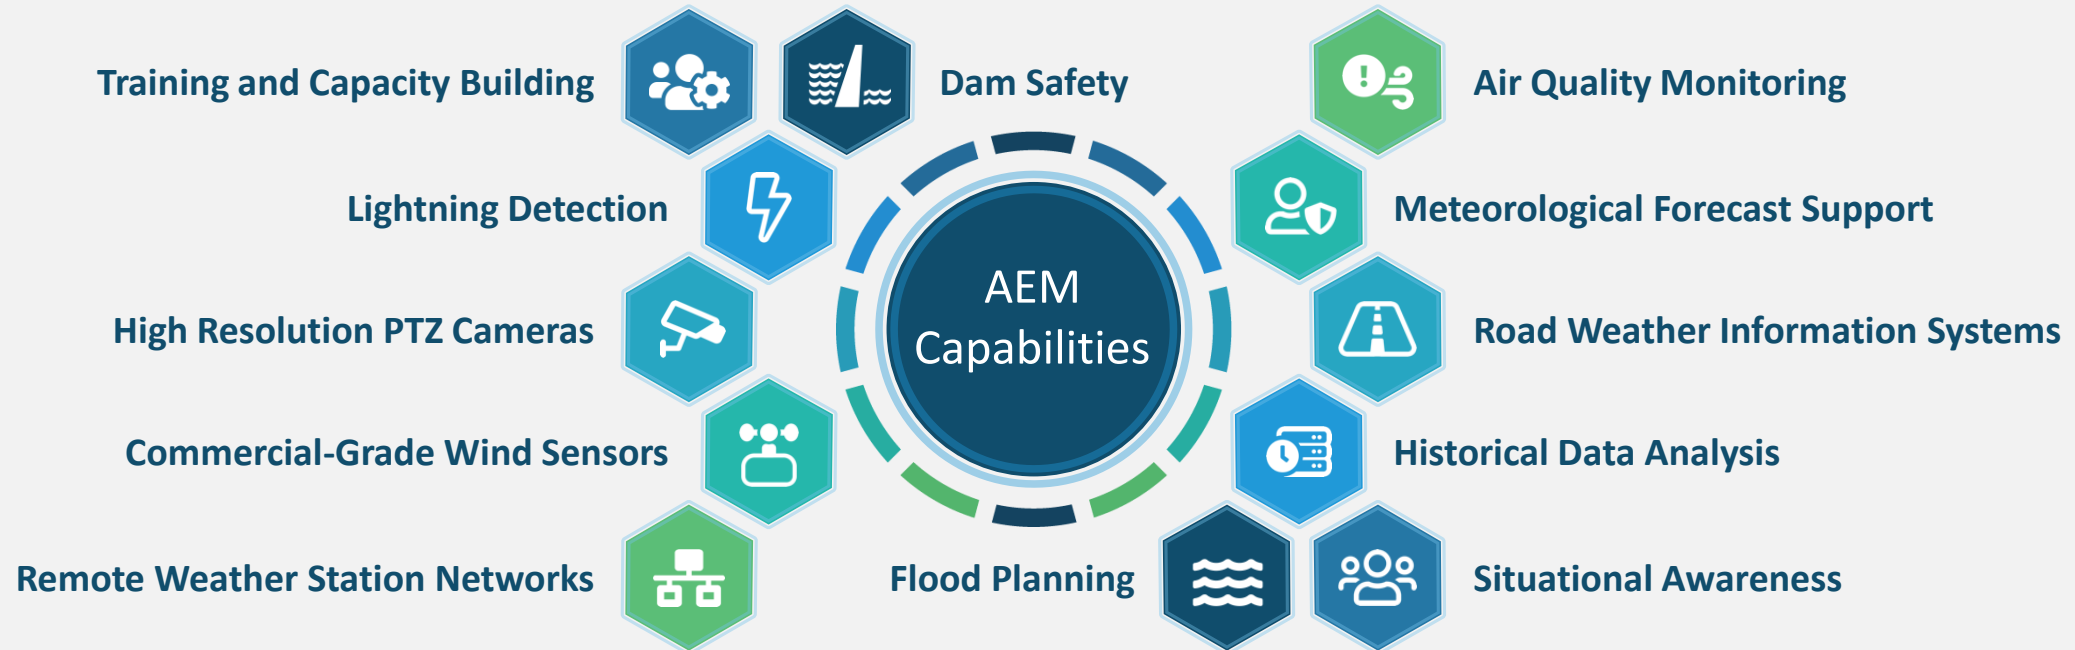 Training and Capacity Building
Dam Safety
Air Quality Monitoring
Lightning Detection
Meteorological Forecast Support
AEM
Capabilities
High Resolution PTZ Cameras
Road Weather Information Systems
Commercial-Grade Wind Sensors
Historical Data Analysis
Remote Weather Station Networks
Flood Planning
Situational Awareness